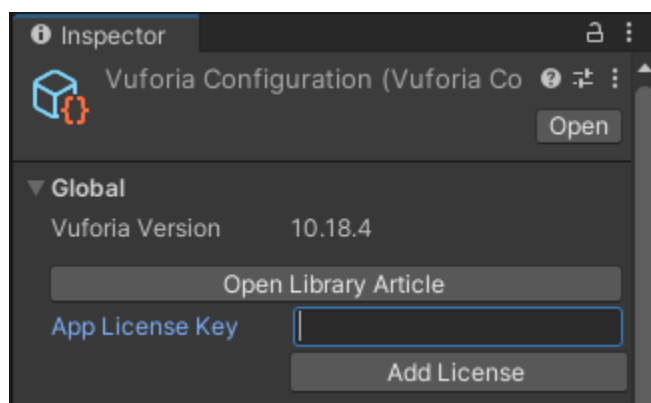 Inspector
Vuforia Configuration (Vuforia Co
Open
Global
Vuforia Version 10.18.4
Open Library Article
App License Key
Add License